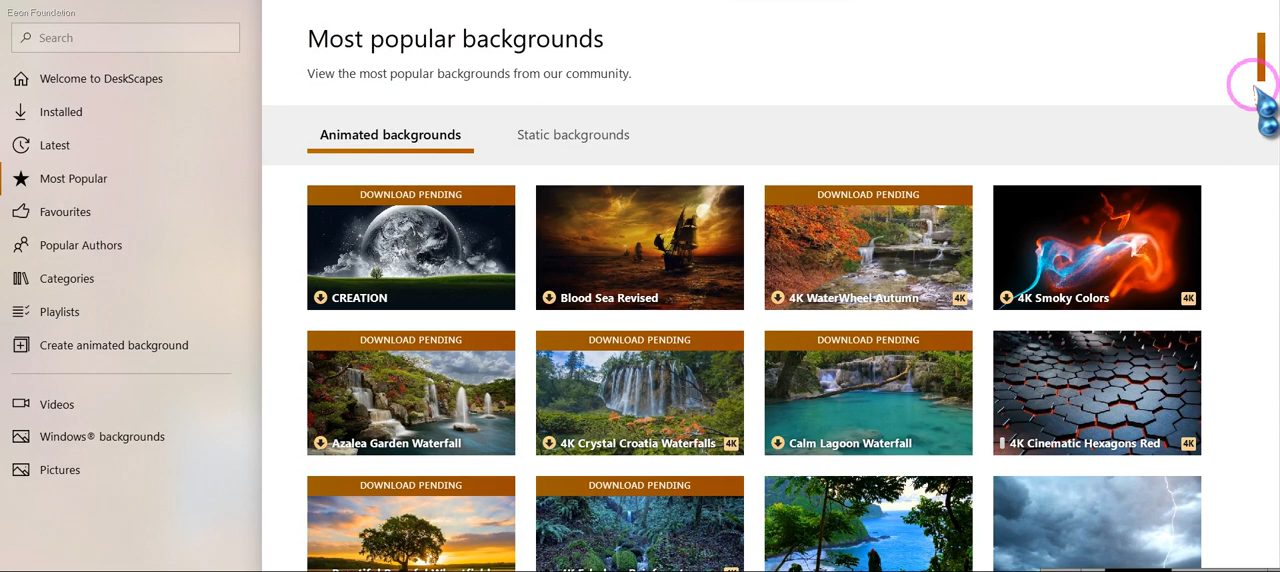 Eeon Foundation
Search
Welcome to DeskScapes
Installed
Latest
Most Popular
Favourites
Popular Authors
Categories
Playlists
Create animated background
Videos
Windows® backgrounds
Pictures
Most popular backgrounds
View the most popular backgrounds from our community.
Animated backgrounds
Static backgrounds
DOWNLOAD PENDING
CREATION
Blood Sea Revised
DOWNLOAD PENDING
4K WaterWheel Autumn
4K
4K Smoky Colors
4K
DOWNLOAD PENDING
Azalea Garden Waterfall
DOWNLOAD PENDING
4K Crystal Croatia Waterfalls
4K
DOWNLOAD PENDING
Calm Lagoon Waterfall
4K Cinematic Hexagons Red
4K
DOWNLOAD PENDING
DOWNLOAD PENDING